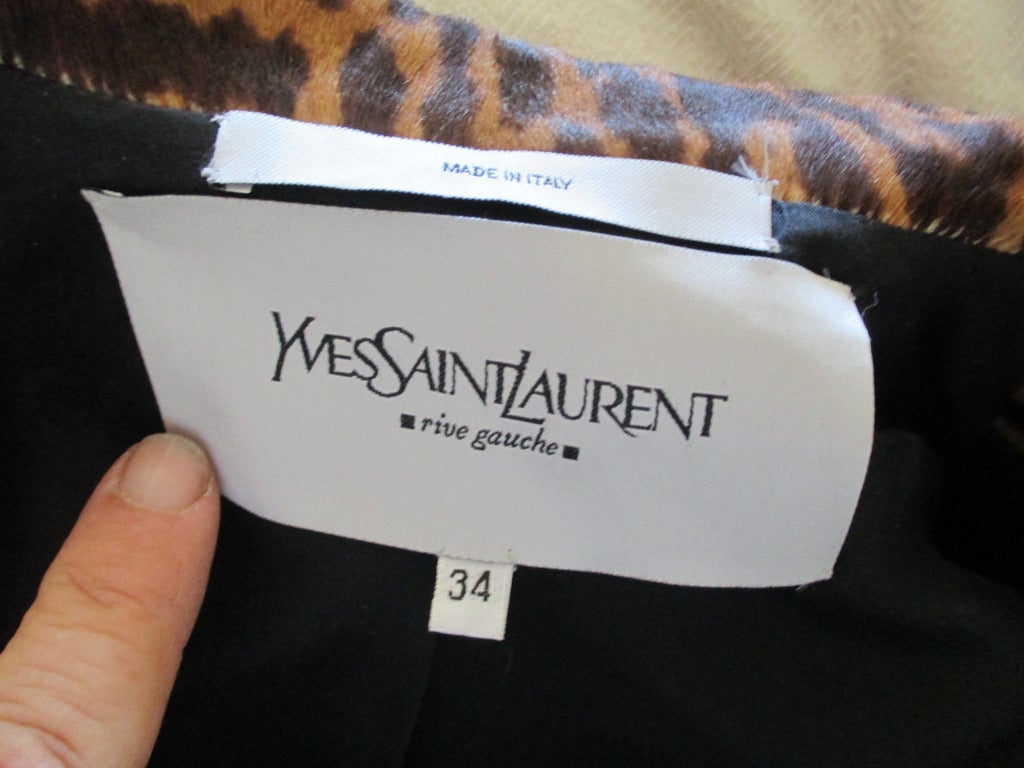 MADE IN ITALY
YVESSAINTLAURENT
rive gauche
34